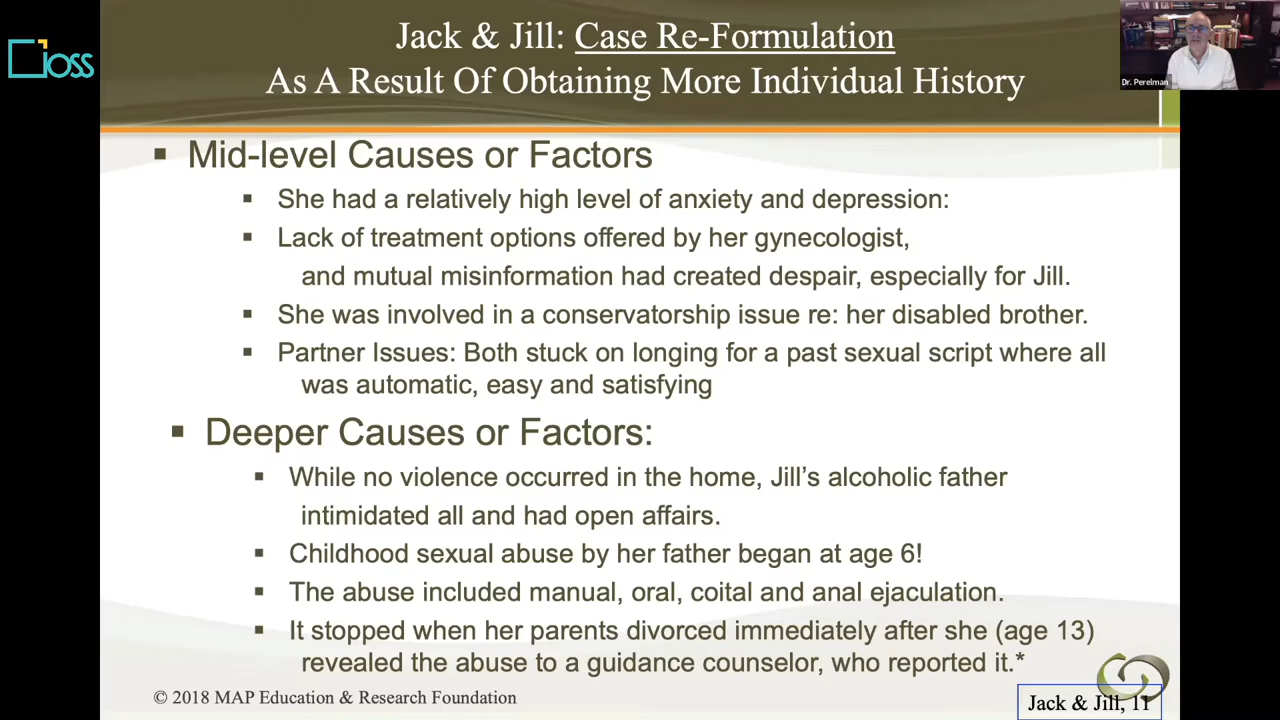 ioss
Jack & Jill: Case Re-Formulation
As A Result Of Obtaining More Individual History
Dr. Perelman
▪ Mid-level Causes or Factors
▪ She had a relatively high level of anxiety and depression:
▪ Lack of treatment options offered by her gynecologist,
and mutual misinformation had created despair, especially for Jill.
▪ She was involved in a conservatorship issue re: her disabled brother.
▪ Partner Issues: Both stuck on longing for a past sexual script where all
was automatic, easy and satisfying
▪ Deeper Causes or Factors:
▪ While no violence occurred in the home, Jill’s alcoholic father
intimidated all and had open affairs.
▪ Childhood sexual abuse by her father began at age 6!
▪ The abuse included manual, oral, coital and anal ejaculation.
▪ It stopped when her parents divorced immediately after she (age 13)
revealed the abuse to a guidance counselor, who reported it.*
© 2018 MAP Education & Research Foundation
Jack & Jill, 11